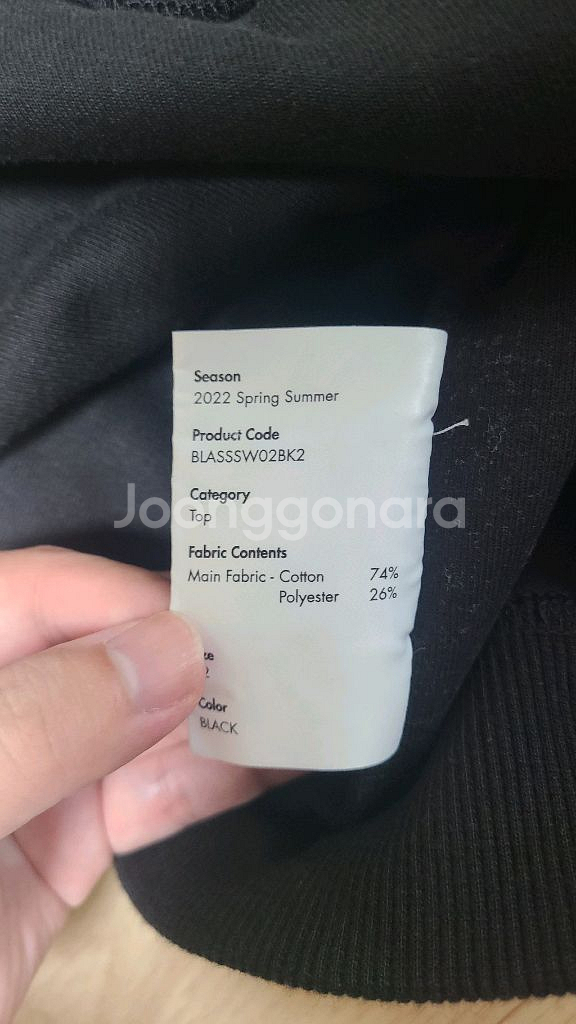 Season
2022 Spring Summer
Product Code
BLASSSW02BK2
Category
Top
Joonggonara
Fabric Contents
Main Fabric - Cotton 74%
Polyester 26%
Color
BLACK